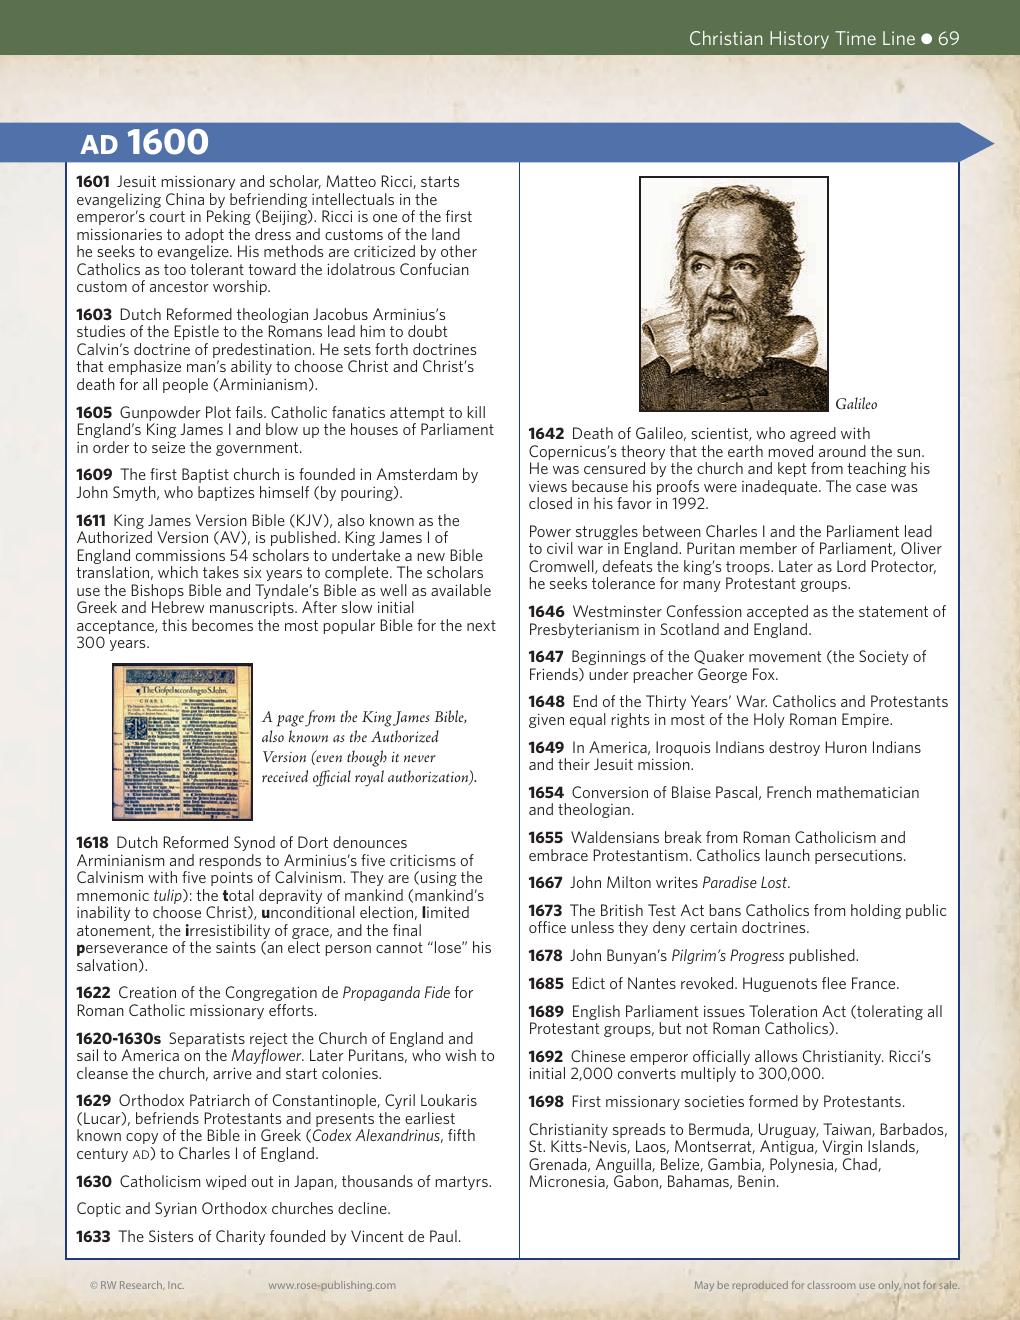 Christian History Time Line ● 69
AD 1600
1601 Jesuit missionary and scholar, Matteo Ricci, starts
evangelizing China by befriending intellectuals in the
emperor's court in Peking (Beijing). Ricci is one of the first
missionaries to adopt the dress and customs of the land
he seeks to evangelize. His methods are criticized by other
Catholics as too tolerant toward the idolatrous Confucian
custom of ancestor worship.
1603 Dutch Reformed theologian Jacobus Arminius's
studies of the Epistle to the Romans lead him to doubt
Calvin's doctrine of predestination. He sets forth doctrines
that emphasize man's ability to choose Christ and Christ's
death for all people (Arminianism).
1605 Gunpowder Plot fails. Catholic fanatics attempt to kill
England's King James I and blow up the houses of Parliament
in order to seize the government.
1609 The first Baptist church is founded in Amsterdam by
John Smyth, who baptizes himself (by pouring).
1611 King James Version Bible (KJV), also known as the
Authorized Version (AV), is published. King James I of
England commissions 54 scholars to undertake a new Bible
translation, which takes six years to complete. The scholars
use the Bishops Bible and Tyndale's Bible as well as available
Greek and Hebrew manuscripts. After slow initial
acceptance, this becomes the most popular Bible for the next
300 years.
The Gospel according to S. John.
CHAP. I.
A page from the King James Bible,
also known as the Authorized
Version (even though it never
received official royal authorization).
1618 Dutch Reformed Synod of Dort denounces
Arminianism and responds to Arminius's five criticisms of
Calvinism with five points of Calvinism. They are (using the
mnemonic tulip): the total depravity of mankind (mankind's
inability to choose Christ), unconditional election, limited
atonement, the irresistibility of grace, and the final
perseverance of the saints (an elect person cannot "lose" his
salvation).
1622 Creation of the Congregation de Propaganda Fide for
Roman Catholic missionary efforts.
1620-1630s Separatists reject the Church of England and
sail to America on the Mayflower. Later Puritans, who wish to
cleanse the church, arrive and start colonies.
1629 Orthodox Patriarch of Constantinople, Cyril Loukaris
(Lucar), befriends Protestants and presents the earliest
known copy of the Bible in Greek (Codex Alexandrinus, fifth
century AD) to Charles I of England.
1630 Catholicism wiped out in Japan, thousands of martyrs.
Coptic and Syrian Orthodox churches decline.
1633 The Sisters of Charity founded by Vincent de Paul.
Galileo
1642 Death of Galileo, scientist, who agreed with
Copernicus's theory that the earth moved around the sun.
He was censured by the church and kept from teaching his
views because his proofs were inadequate. The case was
closed in his favor in 1992.
Power struggles between Charles I and the Parliament lead
to civil war in England. Puritan member of Parliament, Oliver
Cromwell, defeats the king's troops. Later as Lord Protector,
he seeks tolerance for many Protestant groups.
1646 Westminster Confession accepted as the statement of
Presbyterianism in Scotland and England.
1647 Beginnings of the Quaker movement (the Society of
Friends) under preacher George Fox.
1648 End of the Thirty Years' War. Catholics and Protestants
given equal rights in most of the Holy Roman Empire.
1649 In America, Iroquois Indians destroy Huron Indians
and their Jesuit mission.
1654 Conversion of Blaise Pascal, French mathematician
and theologian.
1655 Waldensians break from Roman Catholicism and
embrace Protestantism. Catholics launch persecutions.
1667 John Milton writes Paradise Lost.
1673 The British Test Act bans Catholics from holding public
office unless they deny certain doctrines.
1678 John Bunyan's Pilgrim's Progress published.
1685 Edict of Nantes revoked. Huguenots flee France.
1689 English Parliament issues Toleration Act (tolerating all
Protestant groups, but not Roman Catholics).
1692 Chinese emperor officially allows Christianity. Ricci's
initial 2,000 converts multiply to 300,000.
1698 First missionary societies formed by Protestants.
Christianity spreads to Bermuda, Uruguay, Taiwan, Barbados,
St. Kitts-Nevis, Laos, Montserrat, Antigua, Virgin Islands,
Grenada, Anguilla, Belize, Gambia, Polynesia, Chad,
Micronesia, Gabon, Bahamas, Benin.
© RW Research, Inc.
www.rose-publishing.com
May be reproduced for classroom use only, not for sale.